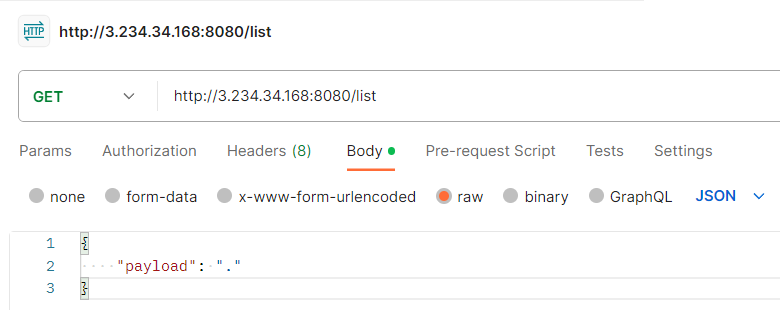 HTTP http://3.234.34.168:8080/list
GET http://3.234.34.168:8080/list
Params Authorization Headers (8) Body Pre-request Script Tests Settings
none form-data x-www-form-urlencoded raw binary GraphQL JSON
1 {
2 "payload": "."
3 }